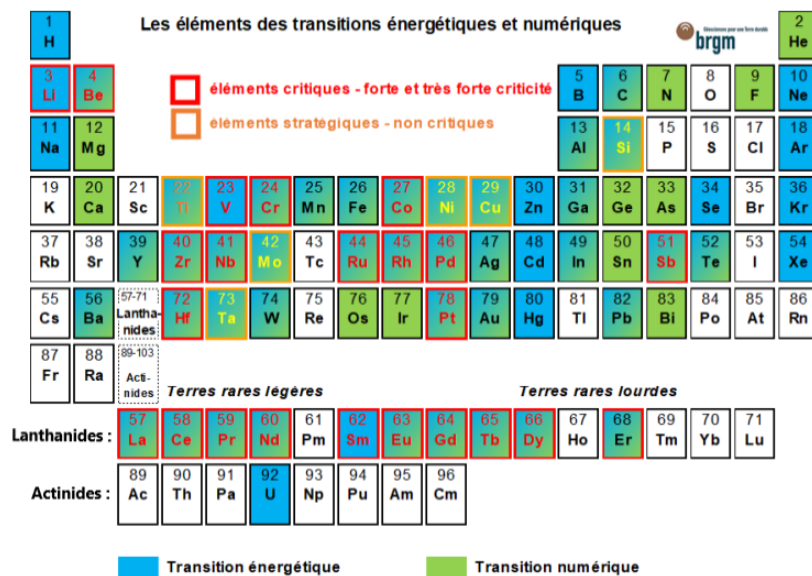 Les éléments des transitions énergétiques et numériques
Géosciences pour une Terre durable
brgm
éléments critiques - forte et très forte criticité
éléments stratégiques - non critiques
1 2
H He
3 4 5 6 7 8 9 10
Li Be B C N O F Ne
11 12 13 14 15 16 17 18
Na Mg Al Si P S Cl Ar
19 20 21 22 23 24 25 26 27 28 29 30 31 32 33 34 35 36
K Ca Sc Ti V Cr Mn Fe Co Ni Cu Zn Ga Ge As Se Br Kr
37 38 39 40 41 42 43 44 45 46 47 48 49 50 51 52 53 54
Rb Sr Y Zr Nb Mo Tc Ru Rh Pd Ag Cd In Sn Sb Te I Xe
55 56 57-71 72 73 74 75 76 77 78 79 80 81 82 83 84 85 86
Cs Ba Lantha-nides Hf Ta W Re Os Ir Pt Au Hg Tl Pb Bi Po At Rn
87 88 89-103
Fr Ra Acti-nides
Terres rares légères Terres rares lourdes
57 58 59 60 61 62 63 64 65 66 67 68 69 70 71
Lanthanides : La Ce Pr Nd Pm Sm Eu Gd Tb Dy Ho Er Tm Yb Lu
89 90 91 92 93 94 95 96
Actinides : Ac Th Pa U Np Pu Am Cm
Transition énergétique Transition numérique